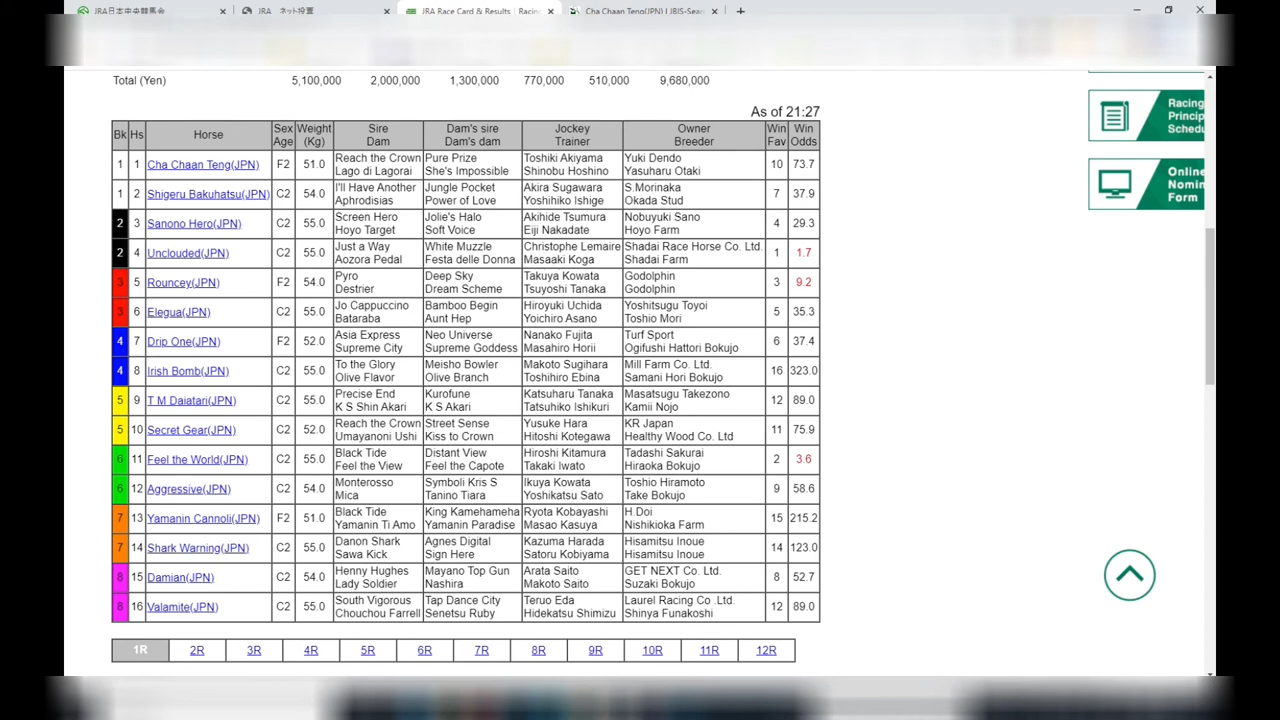 JRA日本中央競馬会 JRA ネット投票 JRA Race Card & Results | Racin Cha Chaan Teng(JPN) | JBIS-Sear
Total (Yen) 5,100,000 2,000,000 1,300,000 770,000 510,000 9,680,000
As of 21:27
Bk Hs Horse Sex Age Weight (Kg) Sire Dam Dam's sire Dam's dam Jockey Trainer Owner Breeder Win Fav Win Odds
1 1 Cha Chaan Teng(JPN) F2 51.0 Reach the Crown Lago di Lagorai Pure Prize She's Impossible Toshiki Akiyama Shinobu Hoshino Yuki Dendo Yasuharu Otaki 10 73.7
1 2 Shigeru Bakuhatsu(JPN) C2 54.0 I'll Have Another Aphrodisias Jungle Pocket Power of Love Akira Sugawara Yoshihiko Ishige S.Morinaka Okada Stud 7 37.9
2 3 Sanono Hero(JPN) C2 55.0 Screen Hero Hoyo Target Jolie's Halo Soft Voice Akihide Tsumura Eiji Nakadate Nobuyuki Sano Hoyo Farm 4 29.3
2 4 Unclouded(JPN) C2 55.0 Just a Way Aozora Pedal White Muzzle Festa delle Donna Christophe Lemaire Masaaki Koga Shadai Race Horse Co. Ltd. Shadai Farm 1 1.7
3 5 Rouncey(JPN) F2 54.0 Pyro Destrier Deep Sky Dream Scheme Takuya Kowata Tsuyoshi Tanaka Godolphin Godolphin 3 9.2
3 6 Elegua(JPN) C2 55.0 Jo Cappuccino Bataraba Bamboo Begin Aunt Hep Hiroyuki Uchida Yoichiro Asano Yoshitsugu Toyoi Toshio Mori 5 35.3
4 7 Drip One(JPN) F2 52.0 Asia Express Supreme City Neo Universe Supreme Goddess Nanako Fujita Masahiro Horii Turf Sport Ogifushi Hattori Bokujo 6 37.4
4 8 Irish Bomb(JPN) C2 55.0 To the Glory Olive Flavor Meisho Bowler Olive Branch Makoto Sugihara Toshihiro Ebina Mill Farm Co. Ltd. Samani Hori Bokujo 16 323.0
5 9 T M Daiatari(JPN) C2 55.0 Precise End K S Shin Akari Kurofune K S Akari Katsuharu Tanaka Tatsuhiko Ishikuri Masatsugu Takezono Kamii Nojo 12 89.0
5 10 Secret Gear(JPN) C2 52.0 Reach the Crown Umayanoni Ushi Street Sense Kiss to Crown Yusuke Hara Hitoshi Kotegawa KR Japan Healthy Wood Co. Ltd 11 75.9
6 11 Feel the World(JPN) C2 55.0 Black Tide Feel the View Distant View Feel the Capote Hiroshi Kitamura Takaki Iwato Tadashi Sakurai Hiraoka Bokujo 2 3.6
6 12 Aggressive(JPN) C2 54.0 Monterosso Mica Symboli Kris S Tanino Tiara Ikuya Kowata Yoshikatsu Sato Toshio Hiramoto Take Bokujo 9 58.6
7 13 Yamanin Cannoli(JPN) F2 51.0 Black Tide Yamanin Ti Amo King Kamehameha Yamanin Paradise Ryota Kobayashi Masao Kasuya H.Doi Nishikioka Farm 15 215.2
7 14 Shark Warning(JPN) C2 55.0 Danon Shark Sawa Kick Agnes Digital Sign Here Kazuma Harada Satoru Kobiyama Hisamitsu Inoue Hisamitsu Inoue 14 123.0
8 15 Damian(JPN) C2 54.0 Henny Hughes Lady Soldier Mayano Top Gun Nashira Arata Saito Makoto Saito GET NEXT Co. Ltd. Suzaki Bokujo 8 52.7
8 16 Valamite(JPN) C2 55.0 South Vigorous Chouchou Farrell Tap Dance City Senetsu Ruby Teruo Eda Hidekatsu Shimizu Laurel Racing Co .Ltd. Shinya Funakoshi 12 89.0
1R 2R 3R 4R 5R 6R 7R 8R 9R 10R 11R 12R
Racing
Princip
Schedu
Online
Nomin
Form